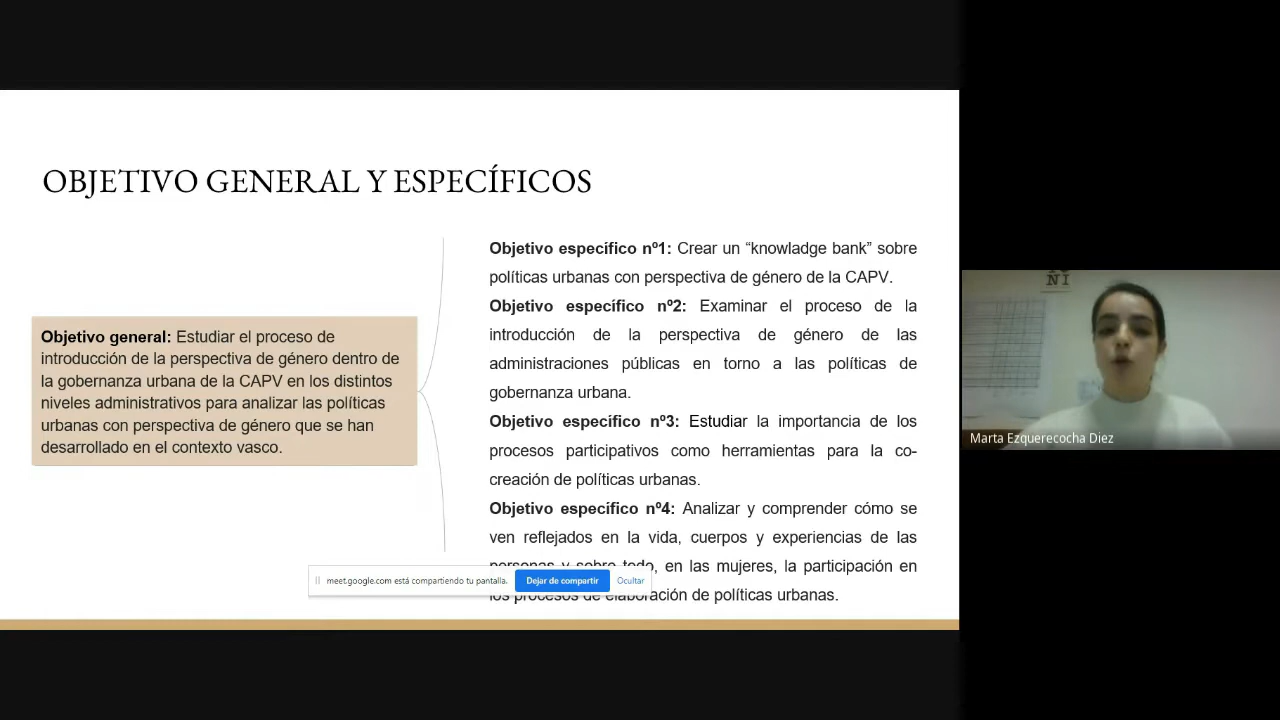 OBJETIVO GENERAL Y ESPECÍFICOS
Objetivo general: Estudiar el proceso de
introducción de la perspectiva de género dentro de
la gobernanza urbana de la CAPV en los distintos
niveles administrativos para analizar las políticas
urbanas con perspectiva de género que se han
desarrollado en el contexto vasco.
Objetivo específico nº1: Crear un “knowladge bank” sobre
políticas urbanas con perspectiva de género de la CAPV.
Objetivo específico nº2: Examinar el proceso de la
introducción de la perspectiva de género de las
administraciones públicas en torno a las políticas de
gobernanza urbana.
Objetivo específico nº3: Estudiar la importancia de los
procesos participativos como herramientas para la co-
creación de políticas urbanas.
Objetivo específico nº4: Analizar y comprender cómo se
ven reflejados en la vida, cuerpos y experiencias de las
personas y sobre todo, en las mujeres, la participación en
los procesos de elaboración de políticas urbanas.
meet.google.com está compartiendo tu pantalla.
Dejar de compartir
Ocultar
ÑI
Marta Ezquerecocha Diez